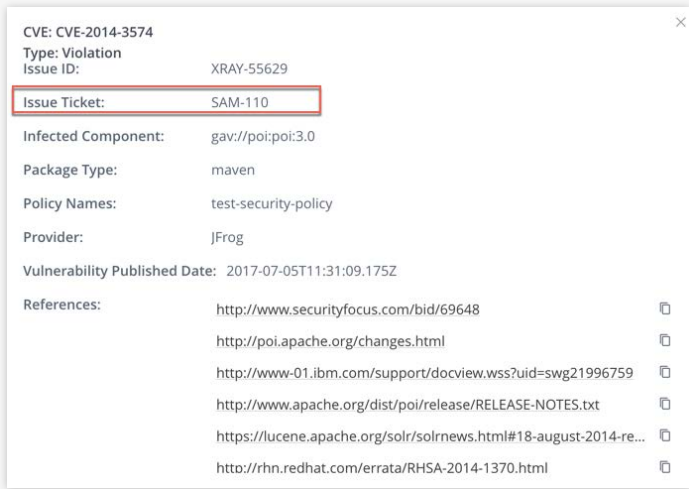 CVE: CVE-2014-3574
Type: Violation
Issue ID: XRAY-55629
Issue Ticket: SAM-110
Infected Component: gav://poi:poi:3.0
Package Type: maven
Policy Names: test-security-policy
Provider: JFrog
Vulnerability Published Date: 2017-07-05T11:31:09.175Z
References: http://www.securityfocus.com/bid/69648
http://poi.apache.org/changes.html
http://www-01.ibm.com/support/docview.wss?uid=swg21996759
http://www.apache.org/dist/poi/release/RELEASE-NOTES.txt
https://lucene.apache.org/solr/solrnews.html#18-august-2014-re...
http://rhn.redhat.com/errata/RHSA-2014-1370.html